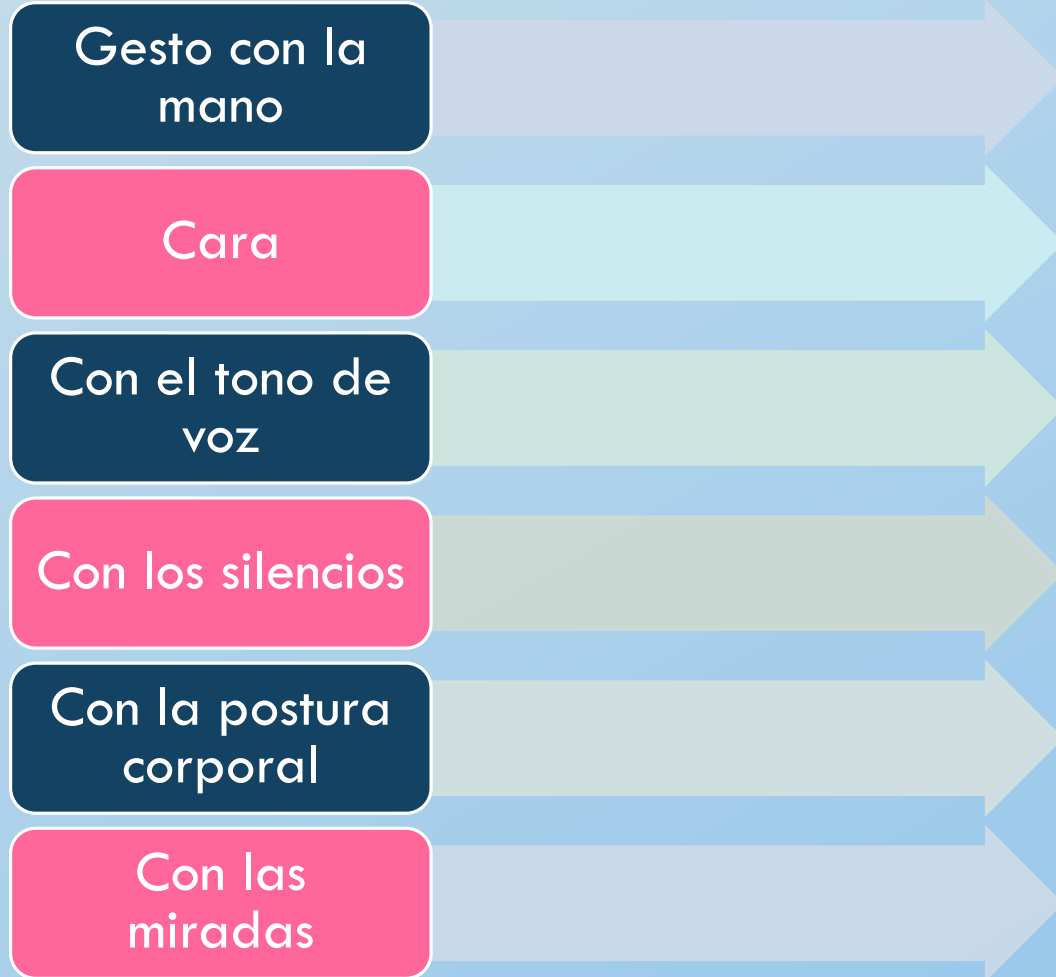 Gesto con la
mano
Cara
Con el tono de
voz
Con los silencios
Con la postura
corporal
Con las
miradas